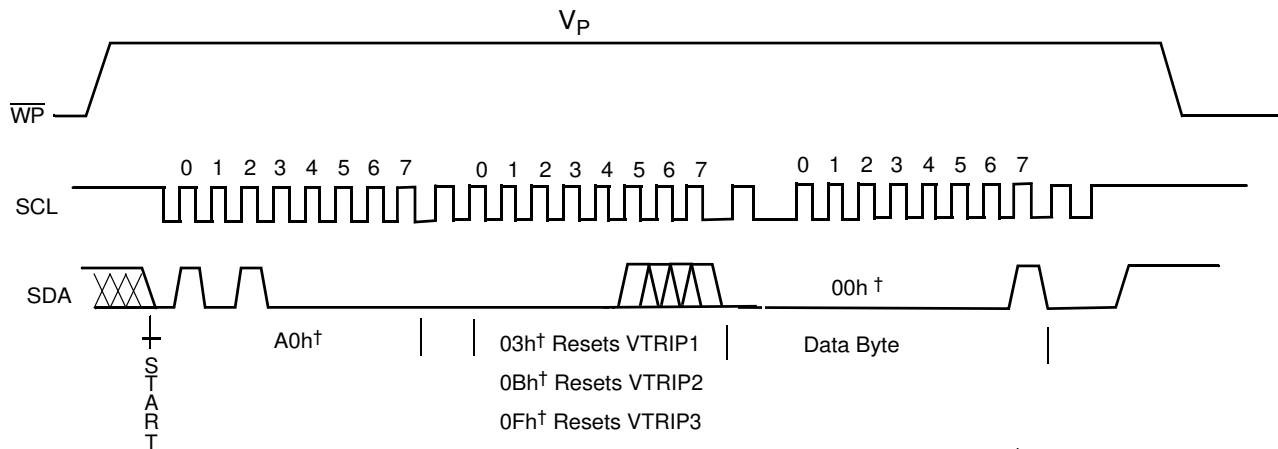 VP
WP
0 1 2 3 4 5 6 7 0 1 2 3 4 5 6 7 0 1 2 3 4 5 6 7
SCL
SDA
00h †
A0h†
03h† Resets VTRIP1
Data Byte
0Bh† Resets VTRIP2
0Fh† Resets VTRIP3
START